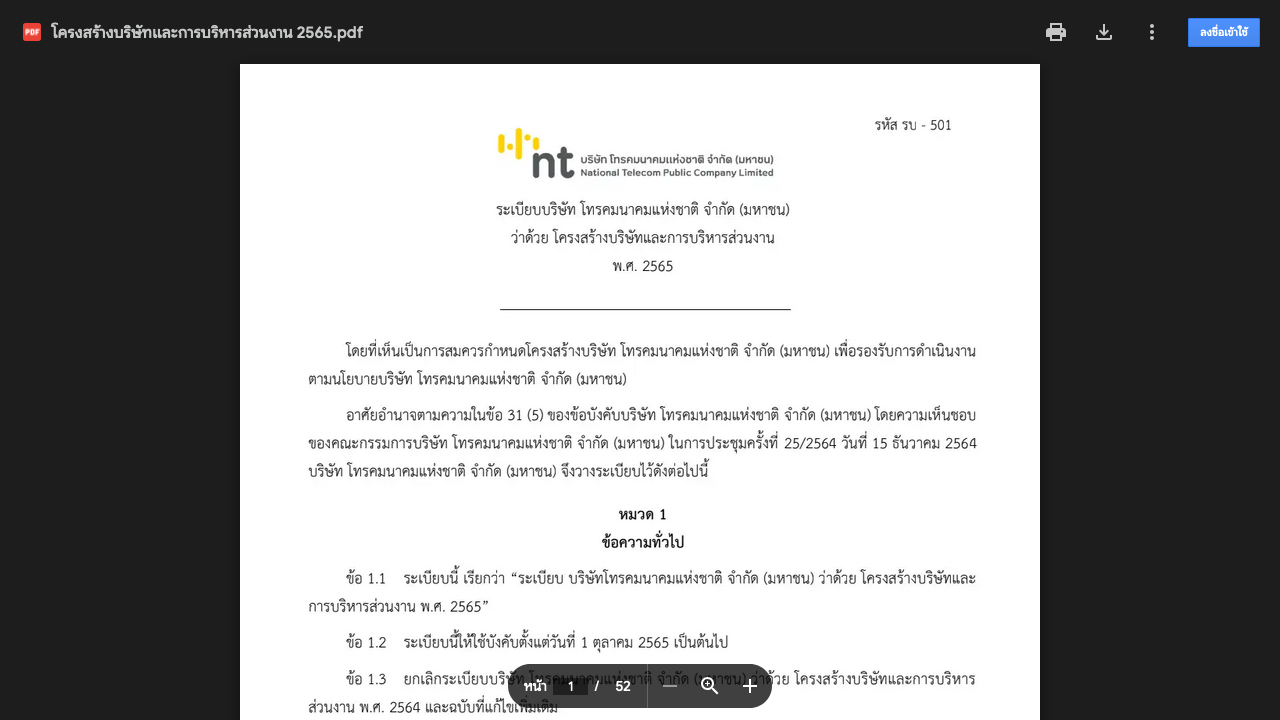 โครงสร้างบริษัทและการบริหารส่วนงาน 2565.pdf
ลงชื่อเข้าใช้
รหัส รบ - 501
nt
บริษัท โทรคมนาคมแห่งชาติ จำกัด (มหาชน)
National Telecom Public Company Limited
ระเบียบบริษัท โทรคมนาคมแห่งชาติ จำกัด (มหาชน)
ว่าด้วย โครงสร้างบริษัทและการบริหารส่วนงาน
พ.ศ. 2565
โดยที่เห็นเป็นการสมควรกำหนดโครงสร้างบริษัท โทรคมนาคมแห่งชาติ จำกัด (มหาชน) เพื่อรองรับการดำเนินงาน
ตามนโยบายบริษัท โทรคมนาคมแห่งชาติ จำกัด (มหาชน)
อาศัยอำนาจตามความในข้อ 31 (5) ของข้อบังคับบริษัท โทรคมนาคมแห่งชาติ จำกัด (มหาชน) โดยความเห็นชอบ
ของคณะกรรมการบริษัท โทรคมนาคมแห่งชาติ จำกัด (มหาชน) ในการประชุมครั้งที่ 25/2564 วันที่ 15 ธันวาคม 2564
บริษัท โทรคมนาคมแห่งชาติ จำกัด (มหาชน) จึงวางระเบียบไว้ดังต่อไปนี้
หมวด 1
ข้อความทั่วไป
ข้อ 1.1 ระเบียบนี้ เรียกว่า “ระเบียบ บริษัทโทรคมนาคมแห่งชาติ จำกัด (มหาชน) ว่าด้วย โครงสร้างบริษัทและ
การบริหารส่วนงาน พ.ศ. 2565”
ข้อ 1.2 ระเบียบนี้ให้ใช้บังคับตั้งแต่วันที่ 1 ตุลาคม 2565 เป็นต้นไป
ข้อ 1.3 ยกเลิกระเบียบบริษัท โทรคมนาคมแห่งชาติ จำกัด (มหาชน) ว่าด้วย โครงสร้างบริษัทและการบริหาร
ส่วนงาน พ.ศ. 2564 และฉบับที่แก้ไขเพิ่มเติม
หน้า 1 / 52